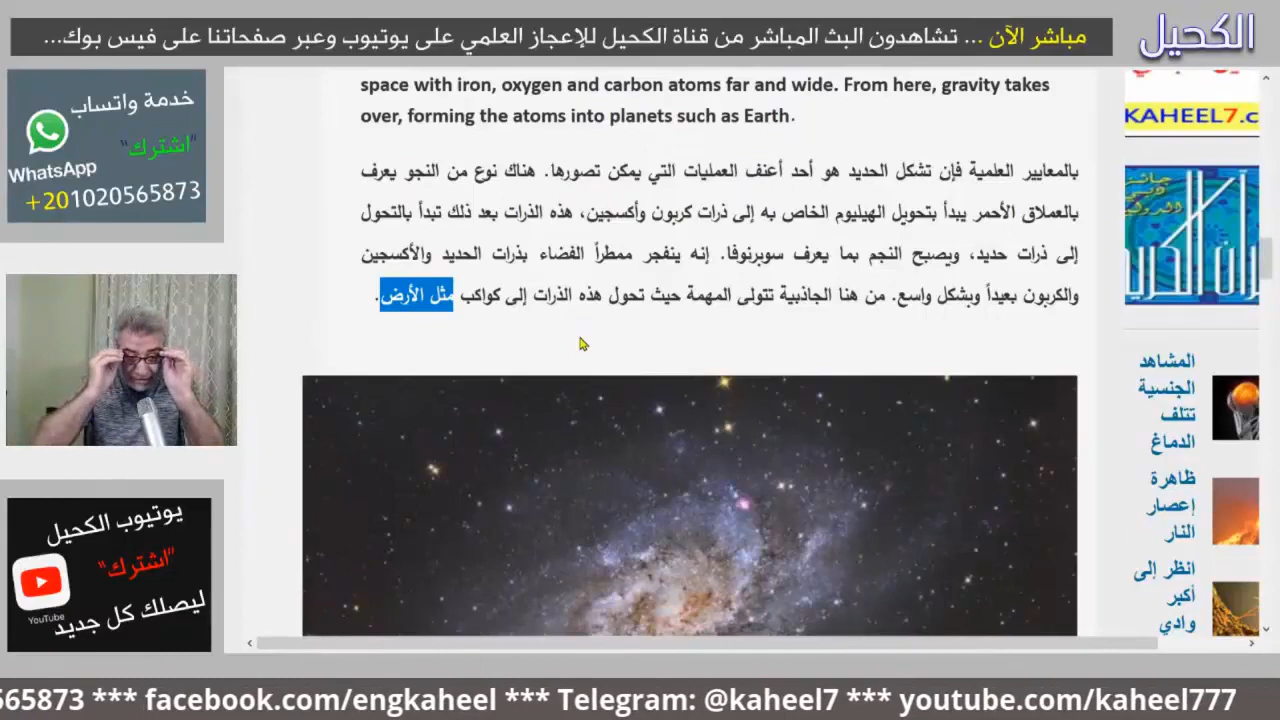 مباشر الآن ... تشاهدون البث المباشر من قناة الكحيل للإعجاز العلمي على يوتيوب وعبر صفحاتنا على فيس بوك...
الكحيل
خدمة واتساب
"اشترك"
WhatsApp
+201020565873
space with iron, oxygen and carbon atoms far and wide. From here, gravity takes
over, forming the atoms into planets such as Earth.
بالمعايير العلمية فإن تشكل الحديد هو أحد أعنف العمليات التي يمكن تصورها. هناك نوع من النجو يعرف
بالعملاق الأحمر يبدأ بتحويل الهيليوم الخاص به إلى ذرات كربون وأكسجين، هذه الذرات بعد ذلك تبدأ بالتحول
إلى ذرات حديد، ويصبح النجم بما يعرف سوبرنوفا. إنه ينفجر ممطراً الفضاء بذرات الحديد والأكسجين
والكربون بعيداً وبشكل واسع. من هنا الجاذبية تتولى المهمة حيث تحول هذه الذرات إلى كواكب مثل الأرض.
KAHEEL7.c
المشاهد
الجنسية
تتلف
الدماغ
ظاهرة
إعصار
النار
انظر إلى
أكبر
وادي
يوتيوب الكحيل
"اشترك"
YouTube
ليصلك كل جديد
565873 *** facebook.com/engkaheel *** Telegram: @kaheel7 *** youtube.com/kaheel777